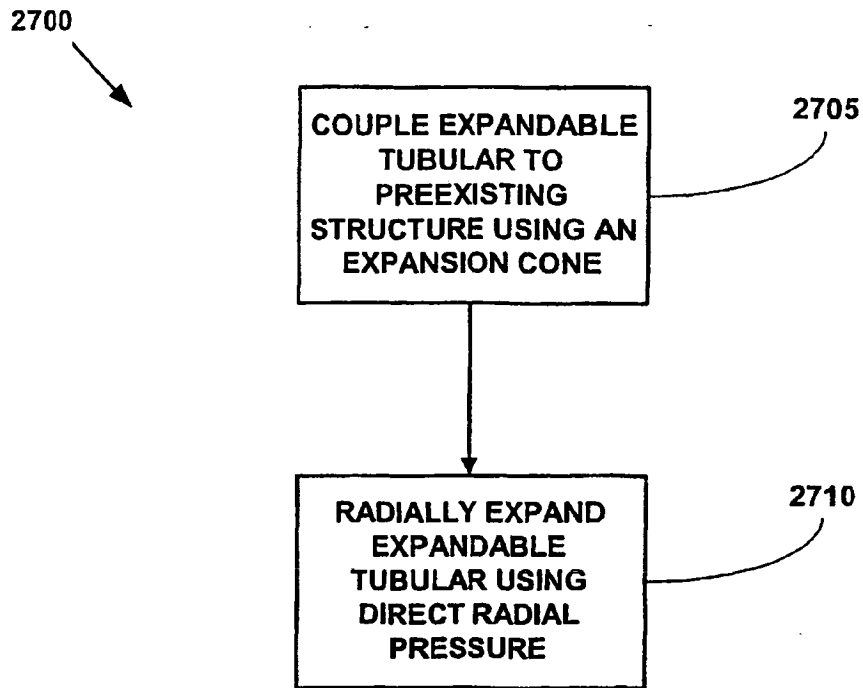 2700
COUPLE EXPANDABLE
TUBULAR TO
PREEXISTING
STRUCTURE USING AN
EXPANSION CONE
2705
RADIALLY EXPAND
EXPANDABLE
TUBULAR USING
DIRECT RADIAL
PRESSURE
2710